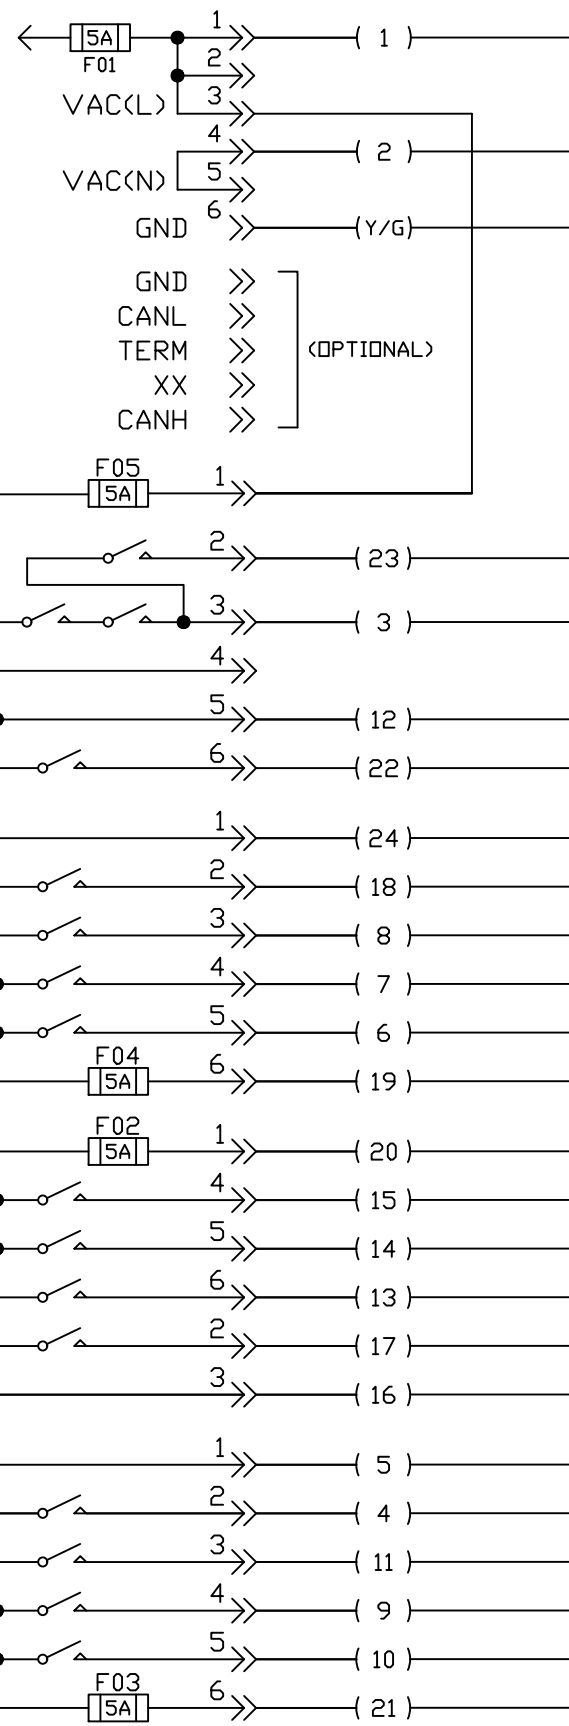 1
5A ( 1 )
F01
2
3
VAC(L)
4
( 2 )
5
VAC(N)
6
GND (Y/G)
GND
CANL
TERM (OPTIONAL)
XX
CANH
F05
5A 1
2 ( 23 )
3 ( 3 )
4
5 ( 12 )
6 ( 22 )
1 ( 24 )
2 ( 18 )
3 ( 8 )
4 ( 7 )
5 ( 6 )
F04
5A 6 ( 19 )
F02
5A 1 ( 20 )
4 ( 15 )
5 ( 14 )
6 ( 13 )
2 ( 17 )
3 ( 16 )
1 ( 5 )
2 ( 4 )
3 ( 11 )
4 ( 9 )
5 ( 10 )
F03
5A 6 ( 21 )